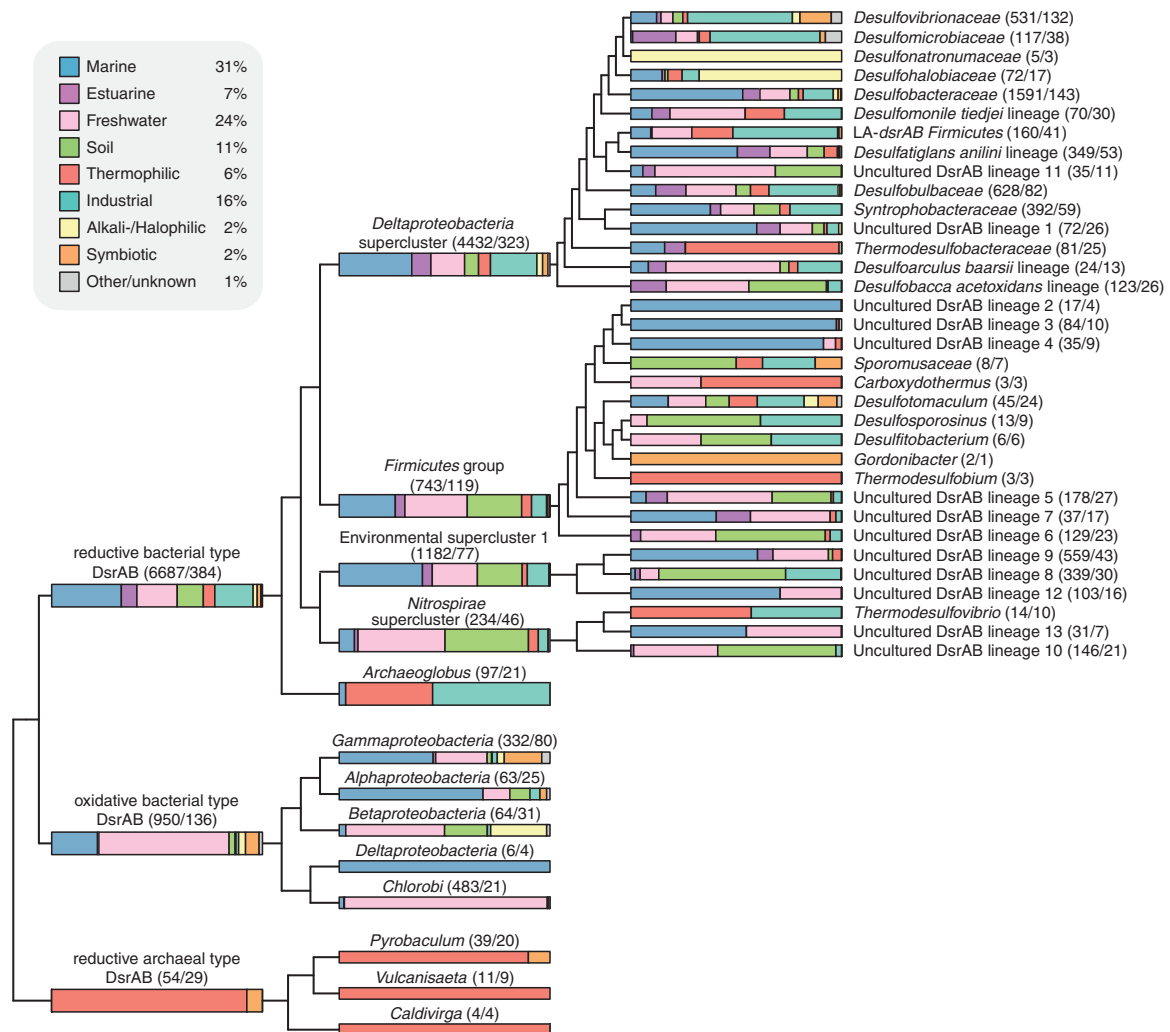 Marine 31%
Estuarine 7%
Freshwater 24%
Soil 11%
Thermophilic 6%
Industrial 16%
Alkali-/Halophilic 2%
Symbiotic 2%
Other/unknown 1%
reductive bacterial type
DsrAB (6687/384)
oxidative bacterial type
DsrAB (950/136)
reductive archaeal type
DsrAB (54/29)
Deltaproteobacteria
supercluster (4432/323)
Firmicutes group
(743/119)
Environmental supercluster 1
(1182/77)
Nitrospirae
supercluster (234/46)
Archaeoglobus (97/21)
Gammaproteobacteria (332/80)
Alphaproteobacteria (63/25)
Betaproteobacteria (64/31)
Deltaproteobacteria (6/4)
Chlorobi (483/21)
Pyrobaculum (39/20)
Vulcanisaeta (11/9)
Caldivirga (4/4)
Desulfovibrionaceae (531/132)
Desulfomicrobiaceae (117/38)
Desulfonatronumaceae (5/3)
Desulfohalobiaceae (72/17)
Desulfobacteraceae (1591/143)
Desulfomonile tiedjei lineage (70/30)
LA-dsrAB Firmicutes (160/41)
Desulfatiglans anilini lineage (349/53)
Uncultured DsrAB lineage 11 (35/11)
Desulfobulbaceae (628/82)
Syntrophobacteraceae (392/59)
Uncultured DsrAB lineage 1 (72/26)
Thermodesulfobacteraceae (81/25)
Desulfoarculus baarsii lineage (24/13)
Desulfobacca acetoxidans lineage (123/26)
Uncultured DsrAB lineage 2 (17/4)
Uncultured DsrAB lineage 3 (84/10)
Uncultured DsrAB lineage 4 (35/9)
Sporomusaceae (8/7)
Carboxydothermus (3/3)
Desulfotomaculum (45/24)
Desulfosporosinus (13/9)
Desulfitobacterium (6/6)
Gordonibacter (2/1)
Thermodesulfobium (3/3)
Uncultured DsrAB lineage 5 (178/27)
Uncultured DsrAB lineage 7 (37/17)
Uncultured DsrAB lineage 6 (129/23)
Uncultured DsrAB lineage 9 (559/43)
Uncultured DsrAB lineage 8 (339/30)
Uncultured DsrAB lineage 12 (103/16)
Thermodesulfovibrio (14/10)
Uncultured DsrAB lineage 13 (31/7)
Uncultured DsrAB lineage 10 (146/21)